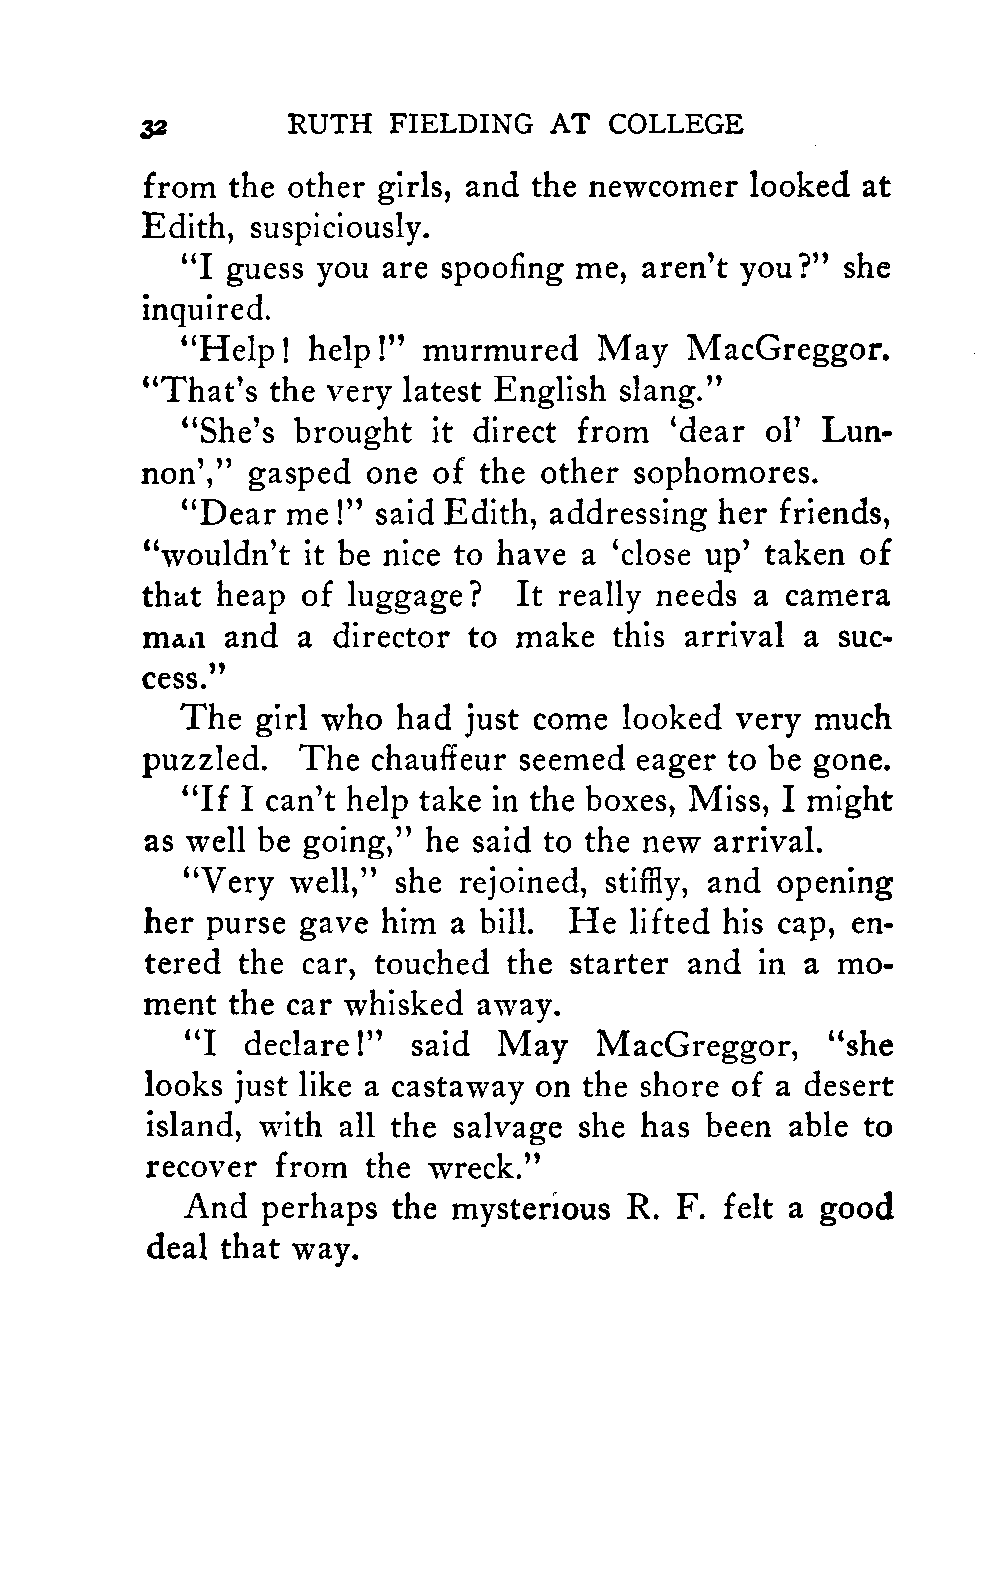 32 RUTH FIELDING AT COLLEGE
from the other girls, and the newcomer looked at
Edith, suspiciously.
“I guess you are spoofing me, aren’t you?” she
inquired.
“Help! help!” murmured May MacGreggor.
“That’s the very latest English slang.”
“She’s brought it direct from ‘dear ol’ Lun-
non’,” gasped one of the other sophomores.
“Dear me!” said Edith, addressing her friends,
“wouldn’t it be nice to have a ‘close up’ taken of
that heap of luggage? It really needs a camera
man and a director to make this arrival a suc-
cess.”
The girl who had just come looked very much
puzzled. The chauffeur seemed eager to be gone.
“If I can’t help take in the boxes, Miss, I might
as well be going,” he said to the new arrival.
“Very well,” she rejoined, stiffly, and opening
her purse gave him a bill. He lifted his cap, en-
tered the car, touched the starter and in a mo-
ment the car whisked away.
“I declare!” said May MacGreggor, “she
looks just like a castaway on the shore of a desert
island, with all the salvage she has been able to
recover from the wreck.”
And perhaps the mysterious R. F. felt a good
deal that way.